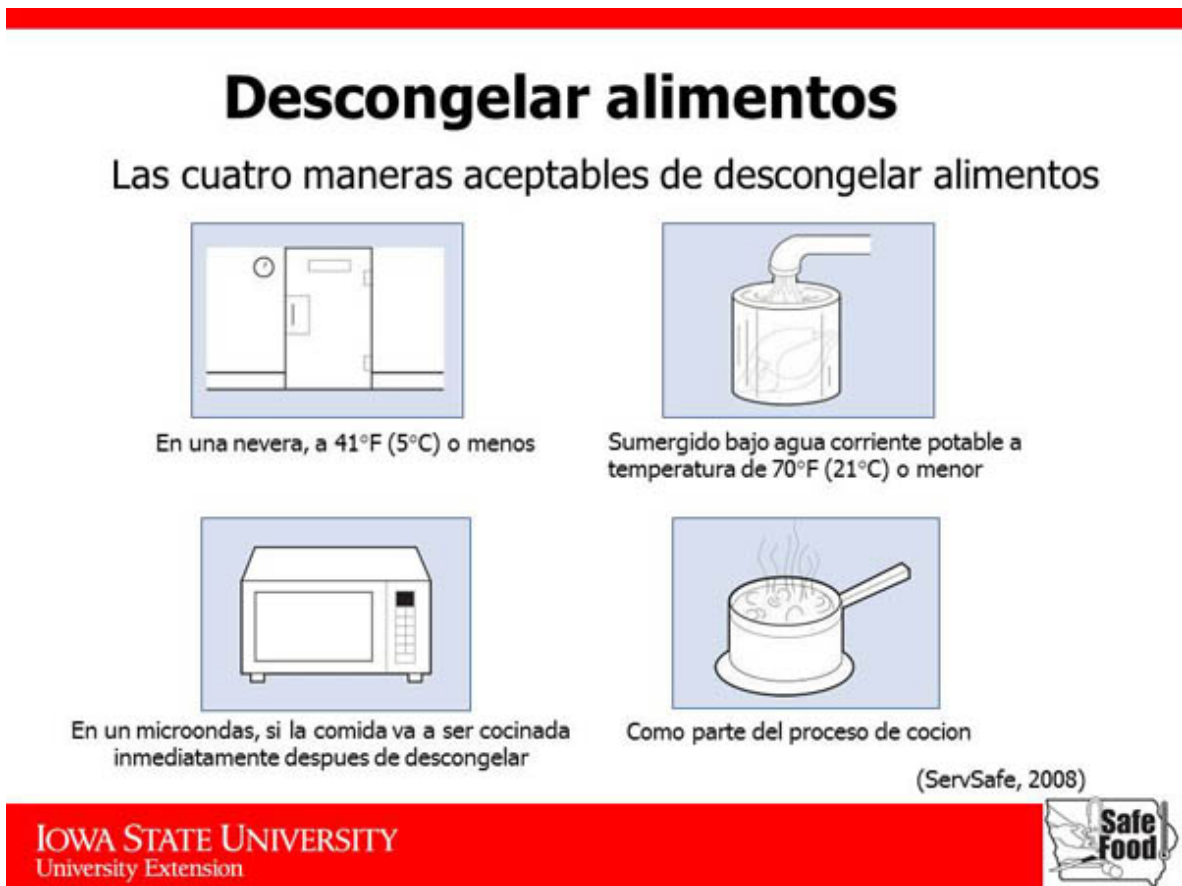 Descongelar alimentos
Las cuatro maneras aceptables de descongelar alimentos
En una nevera, a 41°F (5°C) o menos
Sumergido bajo agua corriente potable a
temperatura de 70°F (21°C) o menor
En un microondas, si la comida va a ser cocinada
inmediatamente despues de descongelar
Como parte del proceso de cocion
(ServSafe, 2008)
IOWA STATE UNIVERSITY
University Extension
Safe
Food